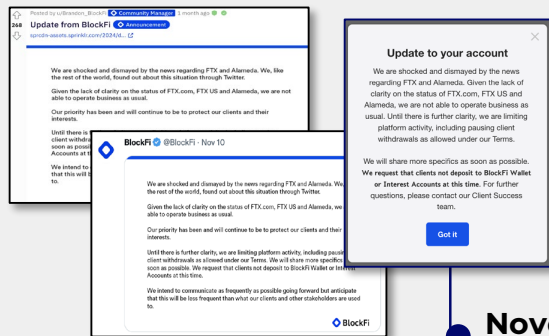 Posted by u/Brandon_BlockFi Community Manager 1 month ago
268
Update from BlockFi Announcement
We are shocked and dismayed by the news regarding FTX and Alameda. We, like
the rest of the world, found out about this situation through Twitter.
Given the lack of clarity on the status of FTX.com, FTX US and Alameda, we are not
able to operate business as usual.
Our priority has been and will continue to be to protect our clients and their
interests.
Until there is
client withdra
soon as possi
Accounts at t
We intend to
that this will b
to.
BlockFi @BlockFi · Nov 10
We are shocked and dismayed by the news regarding FTX and Alameda. We,
the rest of the world, found out about this situation through Twitter.
Given the lack of clarity on the status of FTX.com, FTX US and Alameda, we
able to operate business as usual.
Our priority has been and will continue to be to protect our clients and their
interests.
Until there is further clarity, we are limiting platform activity, including pausin
client withdrawals as allowed under our Terms. We will share more specifics
soon as possible. We request that clients not deposit to BlockFi Wallet or Interest
Accounts at this time.
We intend to communicate as frequently as possible going forward but anticipate
that this will be less frequent than what our clients and other stakeholders are used
to.
BlockFi
Update to your account
We are shocked and dismayed by the news
regarding FTX and Alameda. Given the lack of
clarity on the status of FTX.com, FTX US and
Alameda, we are not able to operate business as
usual. Until there is further clarity, we are limiting
platform activity, including pausing client
withdrawals as allowed under our Terms.
We will share more specifics as soon as possible.
We request that clients not deposit to BlockFi Wallet
or Interest Accounts at this time. For further
questions, please contact our Client Success
team.
Got it
Nove